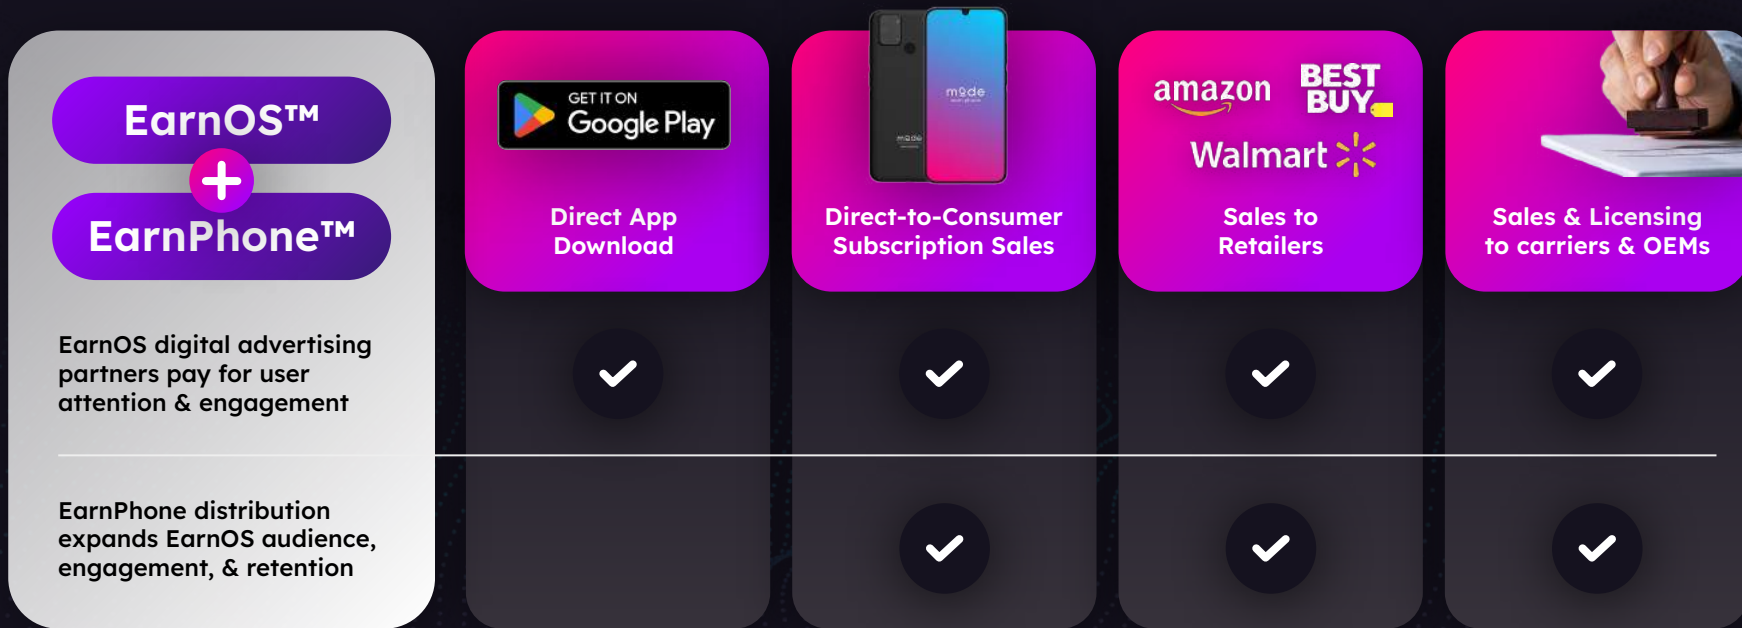 EarnOS™
EarnPhone™
EarnOS digital advertising
partners pay for user
attention & engagement
EarnPhone distribution
expands EarnOS audience,
engagement, & retention
GET IT ON
Google Play
Direct App
Download
mode
mode
Direct-to-Consumer
Subscription Sales
amazon
BEST
BUY
Walmart
Sales to
Retailers
Sales & Licensing
to carriers & OEMs